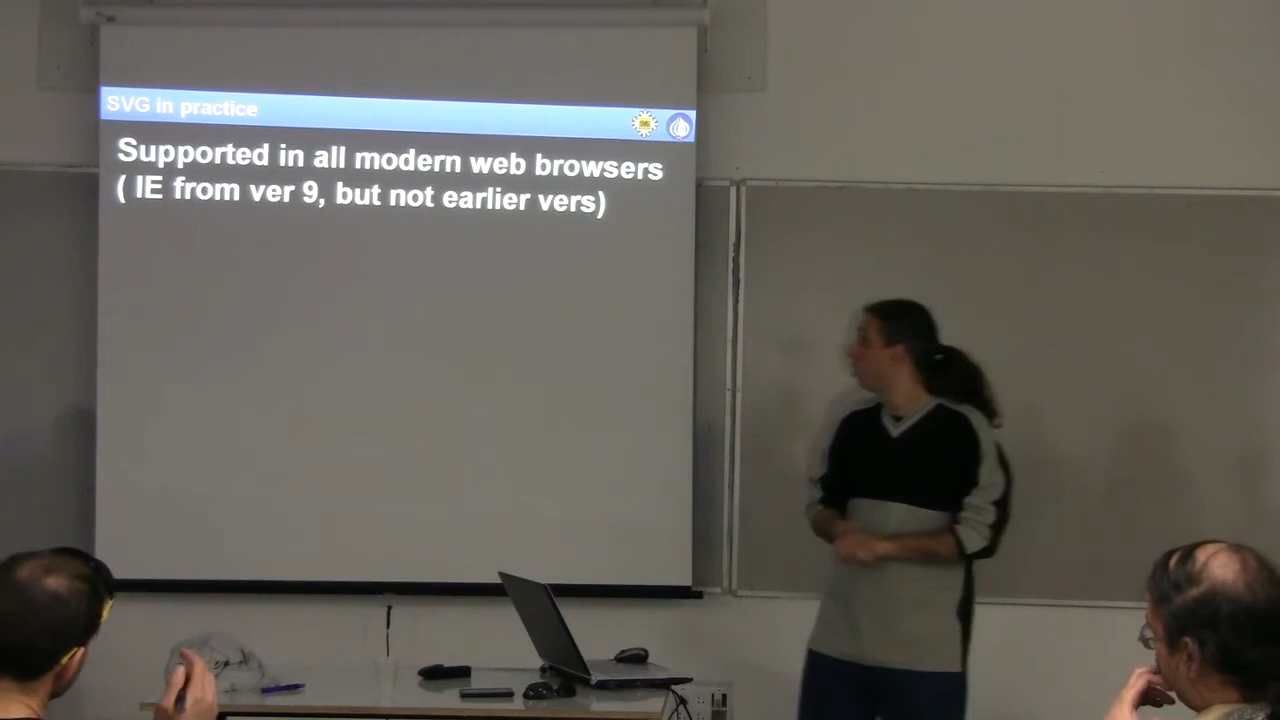 SVG in practice
Supported in all modern web browsers
( IE from ver 9, but not earlier vers)